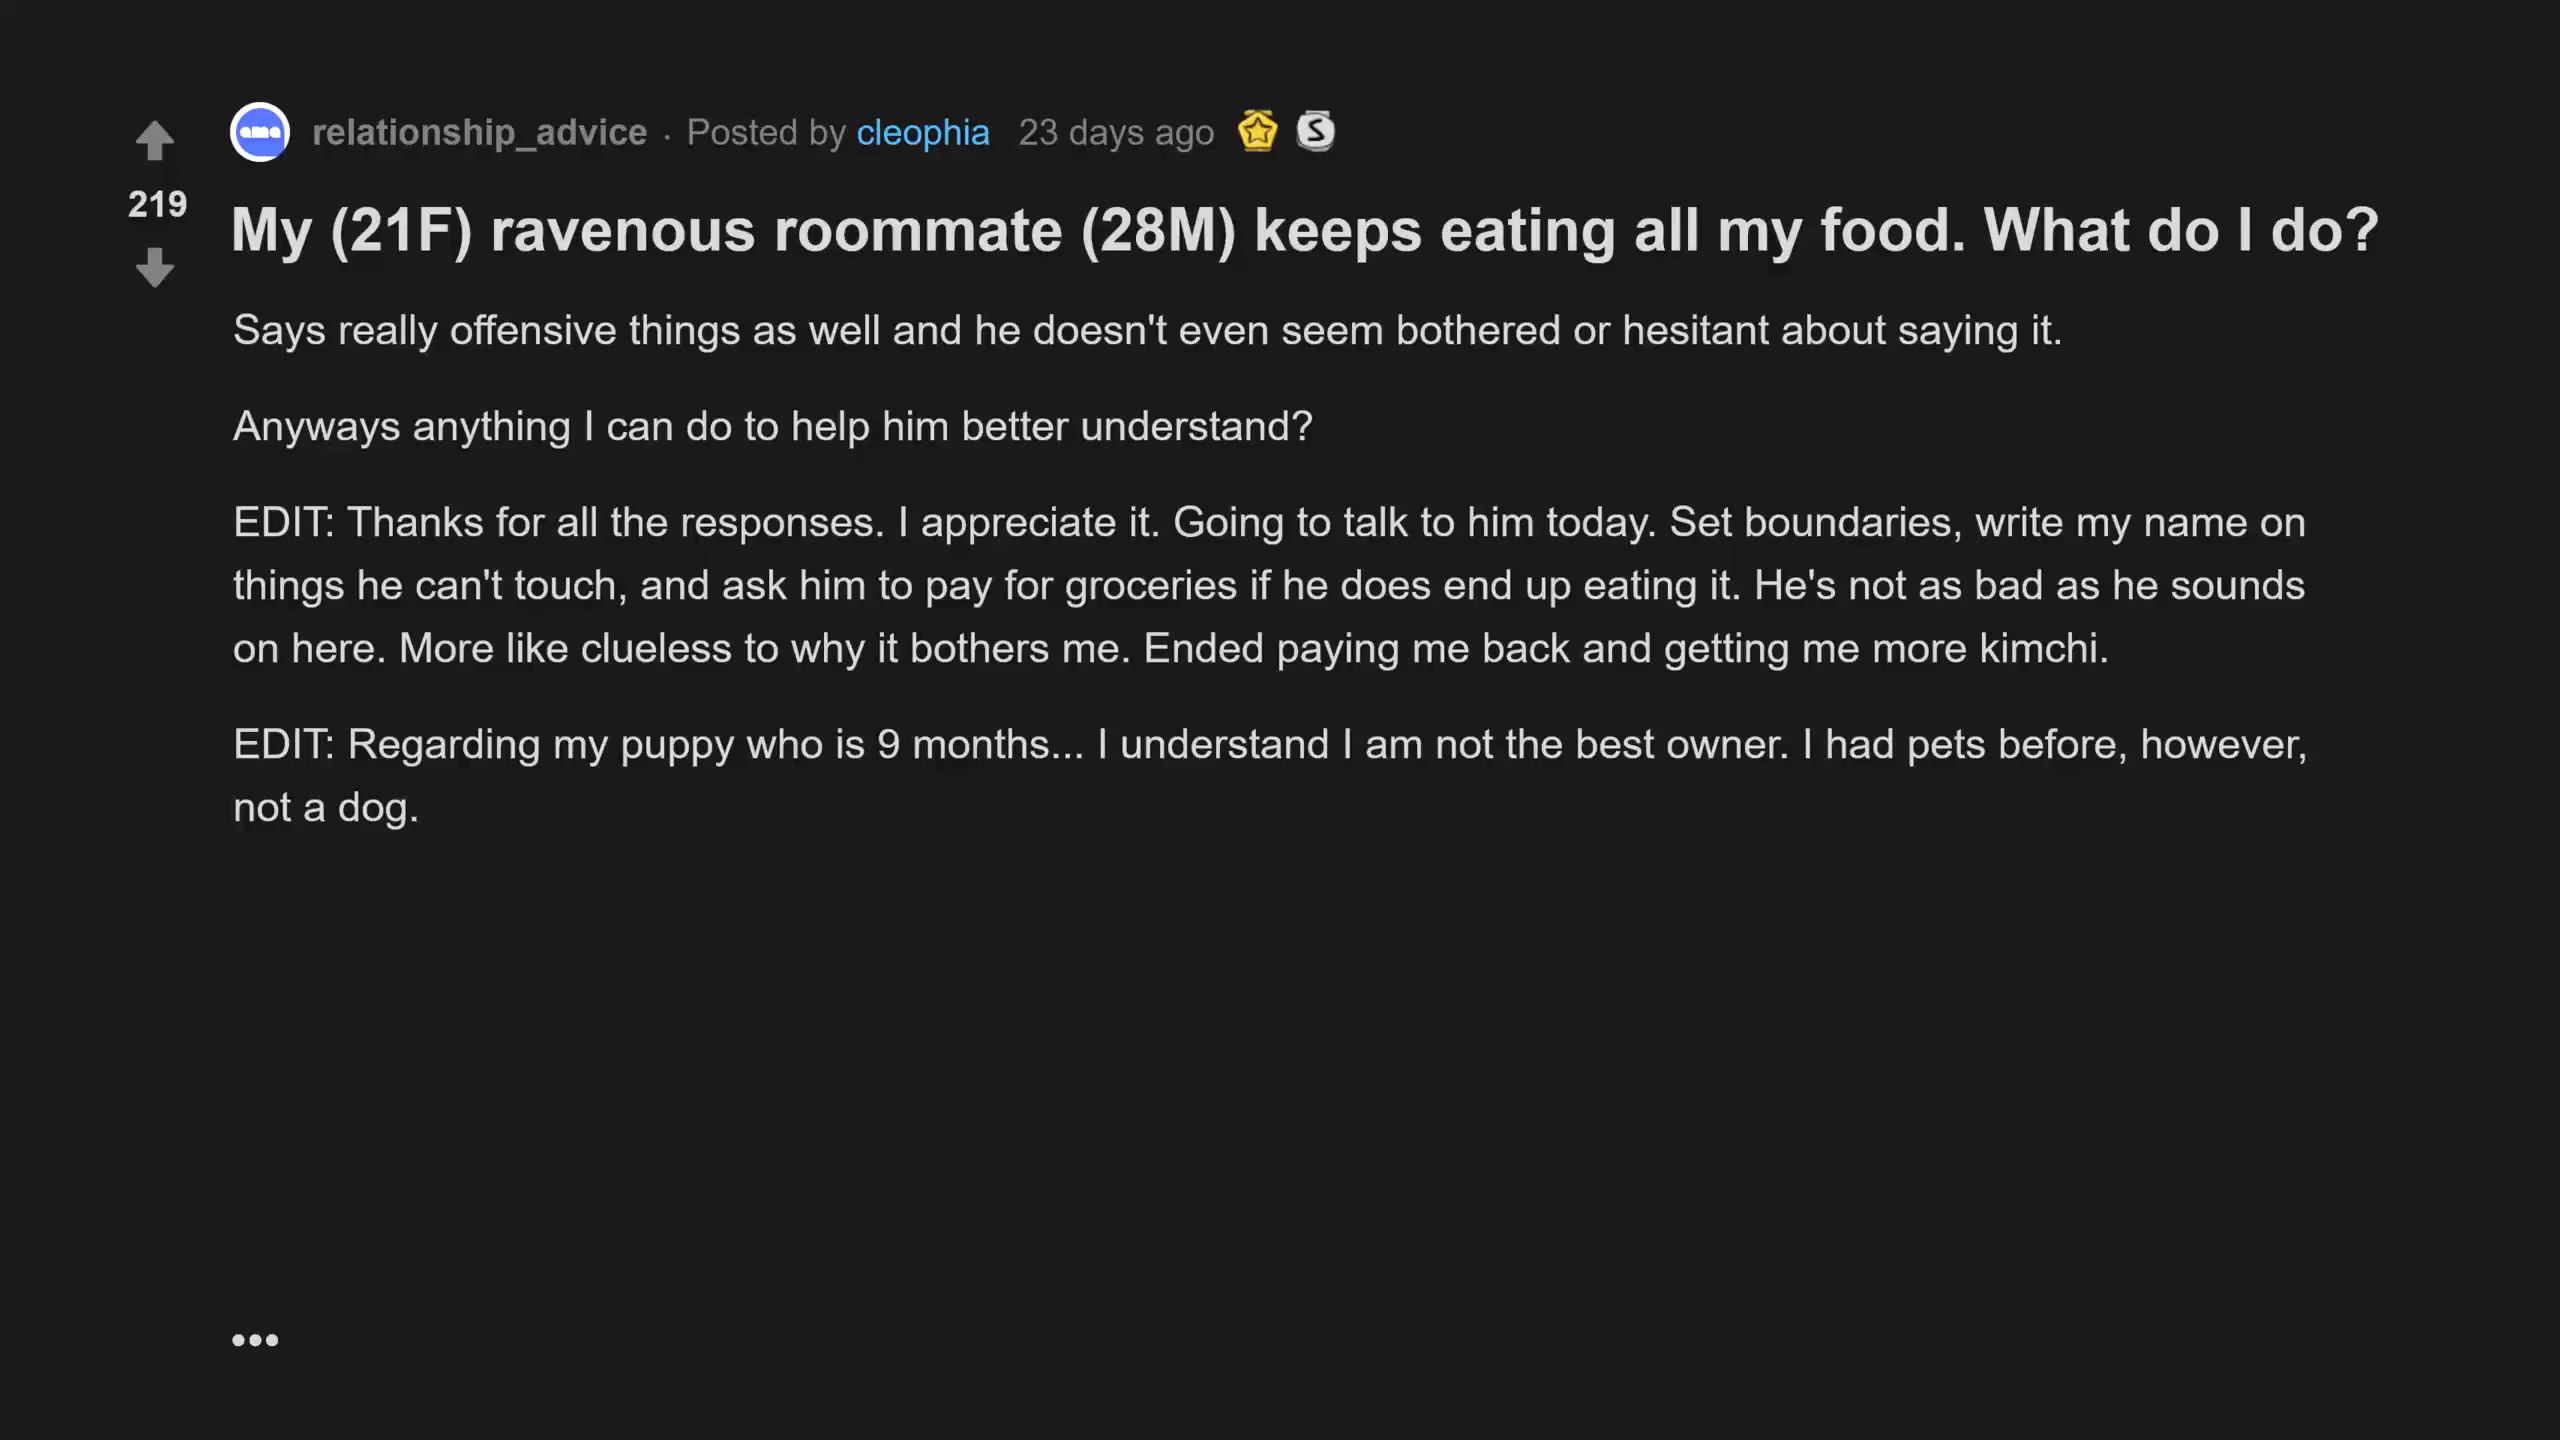 ama relationship_advice · Posted by cleophia 23 days ago S
219
My (21F) ravenous roommate (28M) keeps eating all my food. What do I do?
Says really offensive things as well and he doesn't even seem bothered or hesitant about saying it.
Anyways anything I can do to help him better understand?
EDIT: Thanks for all the responses. I appreciate it. Going to talk to him today. Set boundaries, write my name on
things he can't touch, and ask him to pay for groceries if he does end up eating it. He's not as bad as he sounds
on here. More like clueless to why it bothers me. Ended paying me back and getting me more kimchi.
EDIT: Regarding my puppy who is 9 months... I understand I am not the best owner. I had pets before, however,
not a dog.
•••